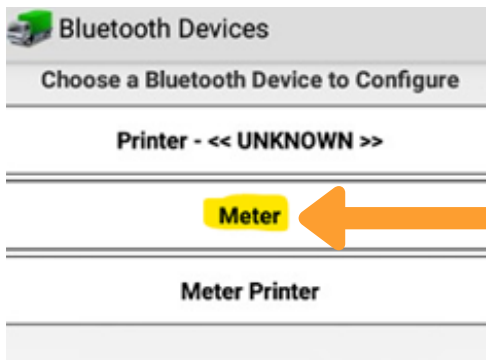 Bluetooth Devices
Choose a Bluetooth Device to Configure
Printer - << UNKNOWN >>
Meter
Meter Printer